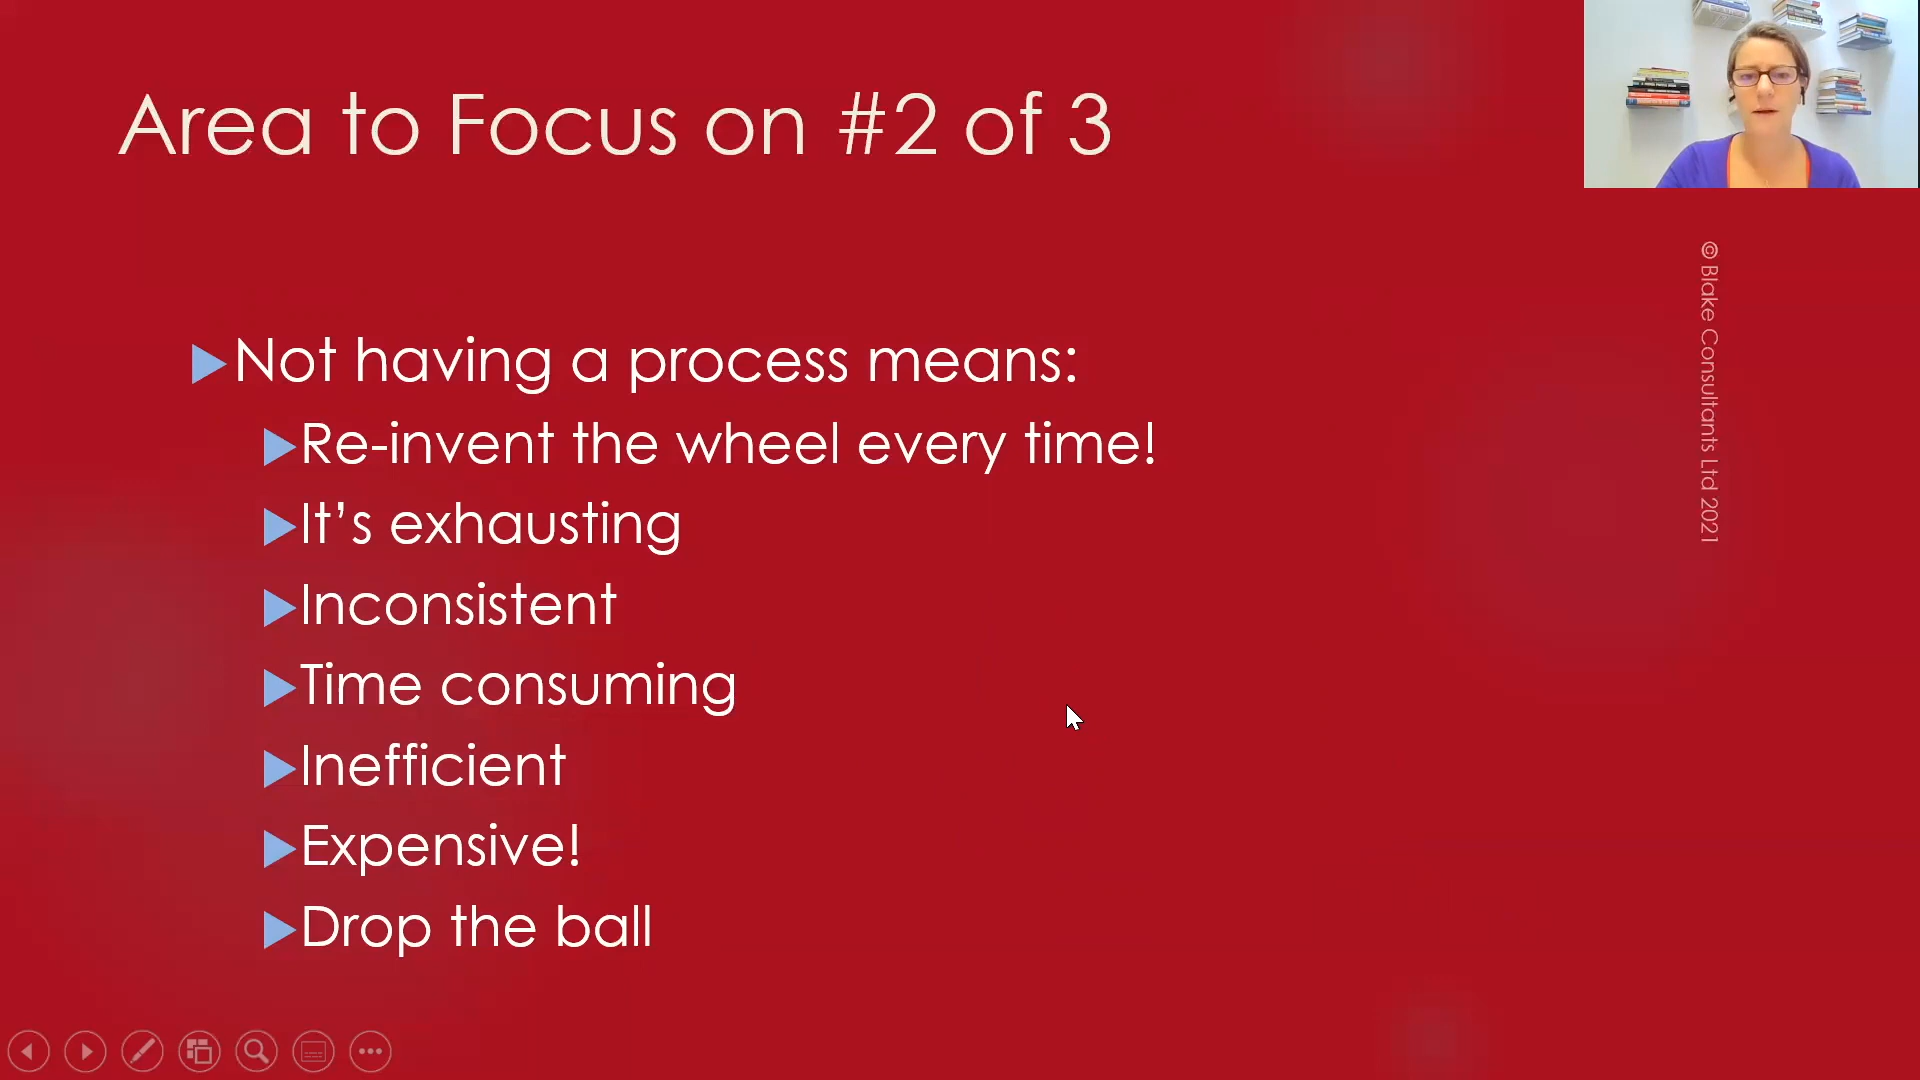 Area to Focus on #2 of 3
Not having a process means:
Re-invent the wheel every time!
It’s exhausting
Inconsistent
Time consuming
Inefficient
Expensive!
Drop the ball
© Blake Consultants Ltd 2021